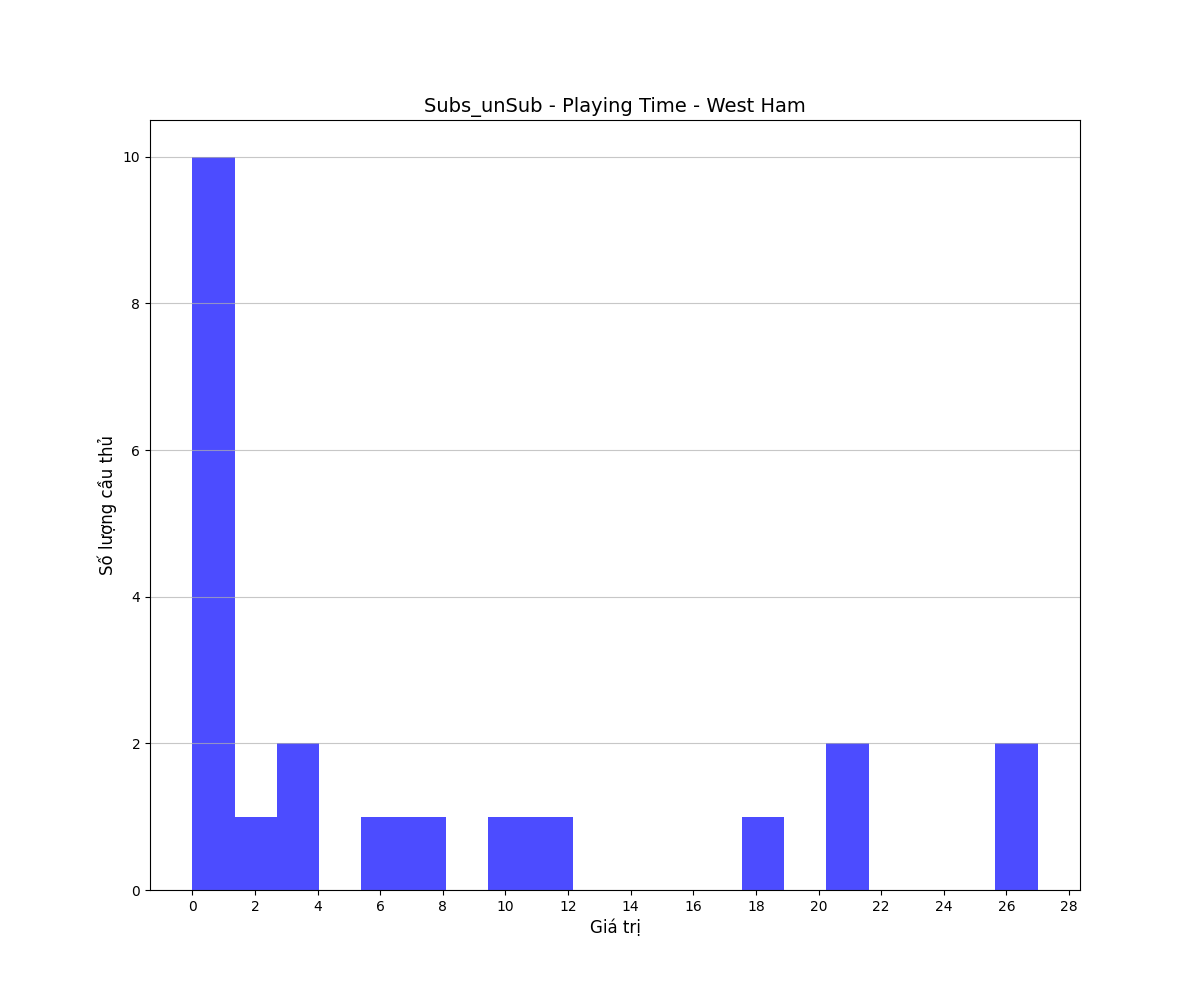 Subs_unSub - Playing Time - West Ham
Số lượng cầu thủ
10
8
6
4
2
0
0 2 4 6 8 10 12 14 16 18 20 22 24 26 28
Giá trị